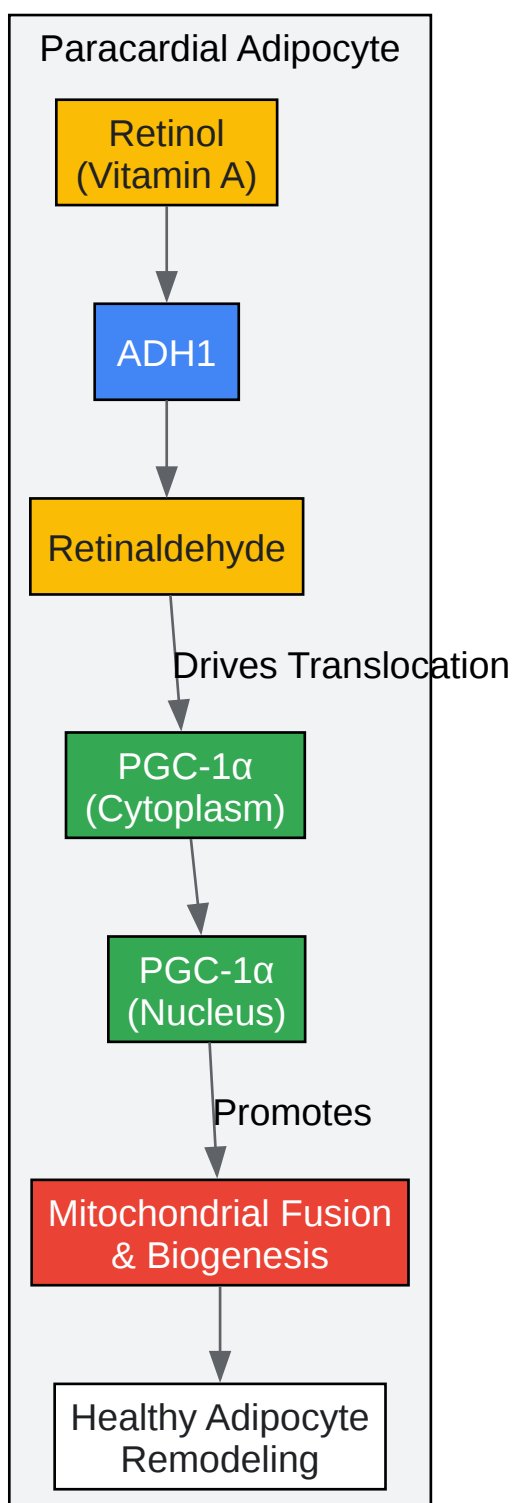 Paracardial Adipocyte
Retinol
(Vitamin A)
ADH1
Retinaldehyde
Drives Translocation
PGC-1α
(Cytoplasm)
PGC-1α
(Nucleus)
Promotes
Mitochondrial Fusion
& Biogenesis
Healthy Adipocyte
Remodeling